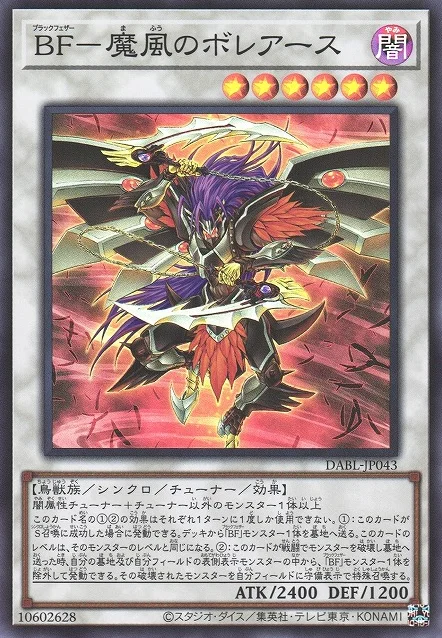 ブラックフェザー ま ふう
BF－魔風のボレアース
やみ
闇
DABL-JP043
【鳥獣族／シンクロ／チューナー／効果】
闇属性チューナー＋チューナー以外のモンスター１体以上
このカード名の①②の効果はそれぞれ１ターンに１度しか使用できない。①：このカードが
Ｓ召喚に成功した場合に発動できる。デッキから「BF」モンスター１体を墓地へ送る。このカードの
レベルは、そのモンスターのレベルと同じになる。②：このカードが戦闘でモンスターを破壊し墓地へ
送った時、自分の墓地及び自分フィールドの表側表示モンスターの中から、「BF」モンスター１体を
除外して発動できる。その破壊されたモンスターを自分フィールドに守備表示で特殊召喚する。
ATK/2400 DEF/1200
10602628
©スタジオ・ダイス／集英社・テレビ東京・KONAMI